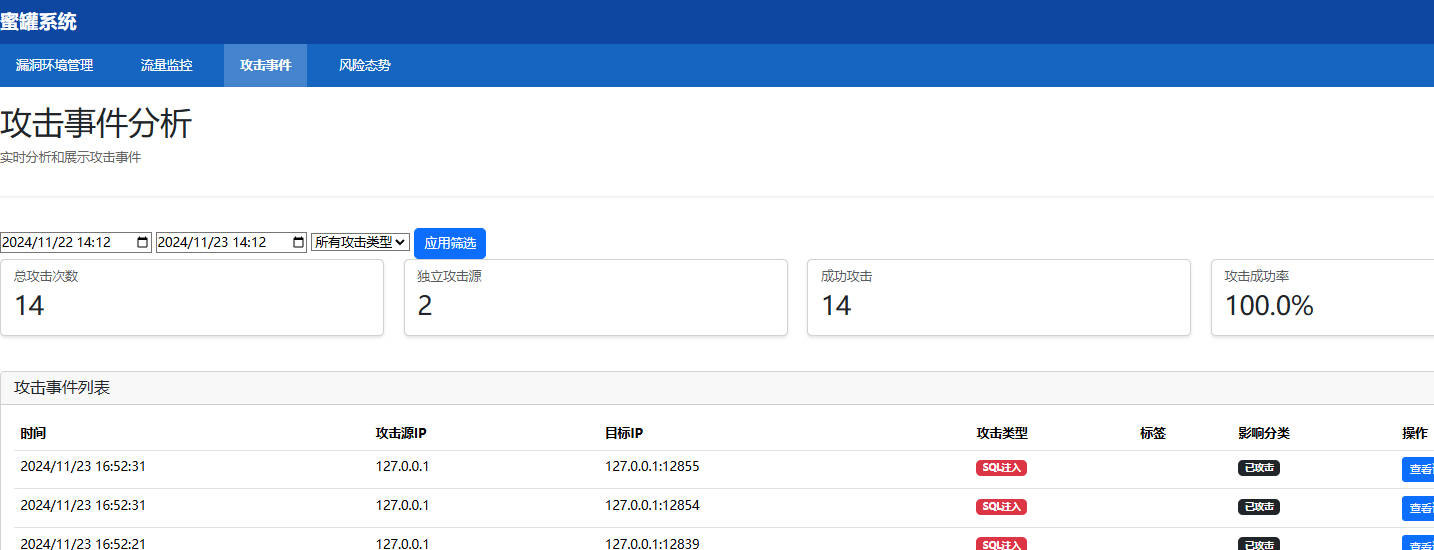 蜜罐系统
漏洞环境管理 流量监控 攻击事件 风险态势
攻击事件分析
实时分析和展示攻击事件
2024/11/22 14:12 2024/11/23 14:12 所有攻击类型 应用筛选
总攻击次数 独立攻击源 成功攻击 攻击成功率
14 2 14 100.0%
攻击事件列表
时间 攻击源IP 目标IP 攻击类型 标签 影响分类 操作
2024/11/23 16:52:31 127.0.0.1 127.0.0.1:12855 SQL注入 已攻击 查看
2024/11/23 16:52:31 127.0.0.1 127.0.0.1:12854 SQL注入 已攻击 查看
2024/11/23 16:52:21 127.0.0.1 127.0.0.1:12839 SQL注入 已攻击